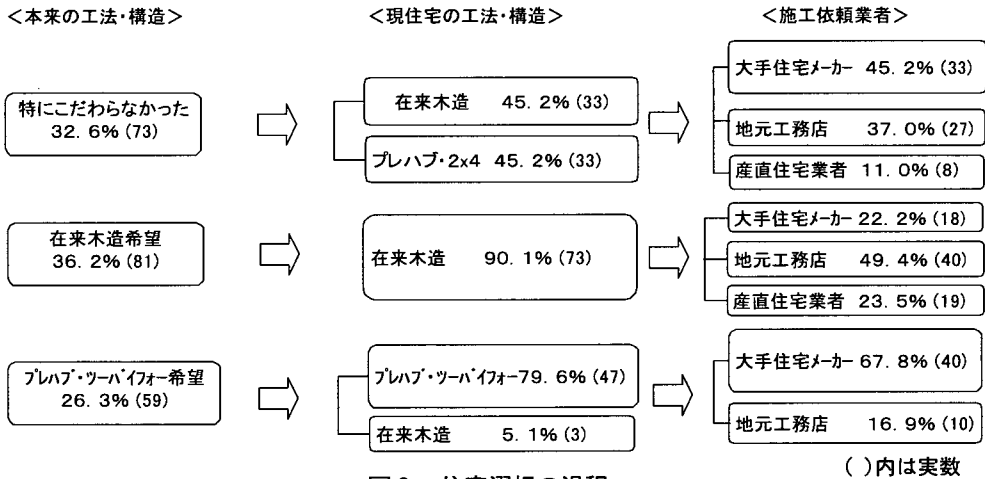 ＜本来の工法・構造＞
＜現住宅の工法・構造＞
＜施工依頼業者＞
特にこだわらなかった
32.6% (73)
在来木造 45.2% (33)
プレハブ・2x4 45.2% (33)
大手住宅ﾒｰｶｰ 45.2% (33)
地元工務店 37.0% (27)
産直住宅業者 11.0% (8)
在来木造希望
36.2% (81)
在来木造 90.1% (73)
大手住宅ﾒｰｶｰ 22.2% (18)
地元工務店 49.4% (40)
産直住宅業者 23.5% (19)
ﾌﾟﾚﾊﾌﾞ・ﾂｰﾊﾞｲﾌｫｰ希望
26.3% (59)
ﾌﾟﾚﾊﾌﾞ・ﾂｰﾊﾞｲﾌｫｰ79.6% (47)
在来木造 5.1% (3)
大手住宅ﾒｰｶｰ 67.8% (40)
地元工務店 16.9% (10)
( )内は実数